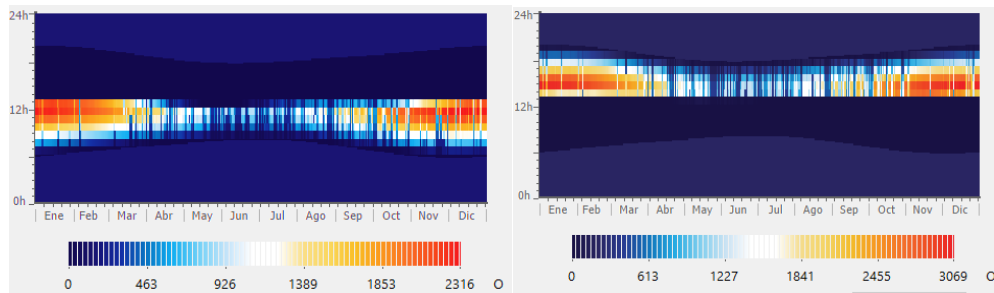 24h
12h
0h
Ene Feb Mar Abr May Jun Jul Ago Sep Oct Nov Dic
0 463 926 1389 1853 2316 O
24h
12h
0h
Ene Feb Mar Abr May Jun Jul Ago Sep Oct Nov Dic
0 613 1227 1841 2455 3069 O